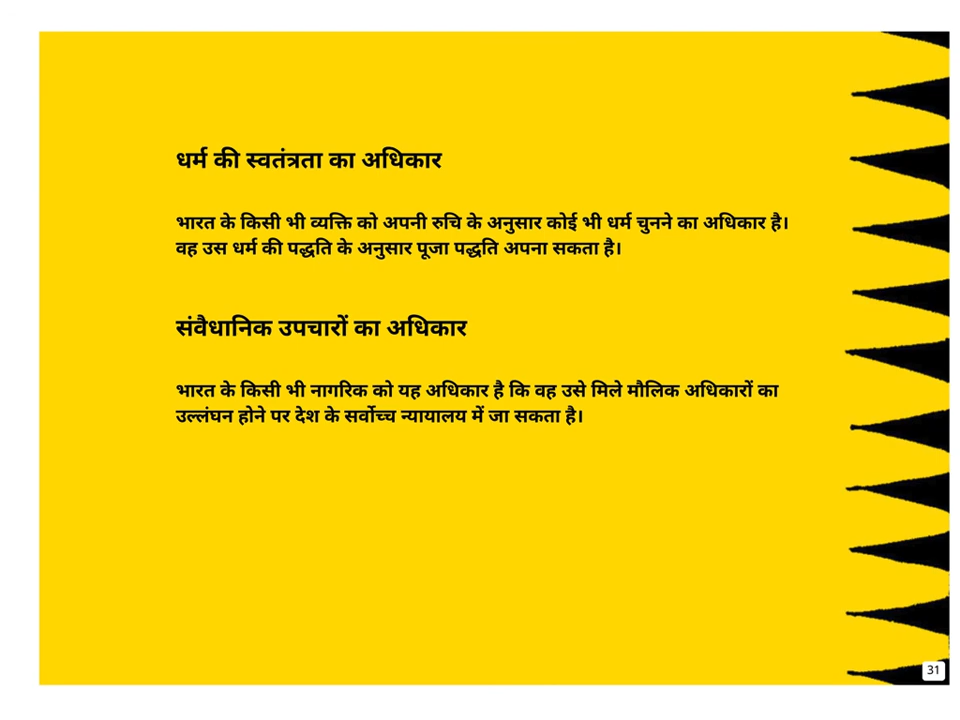 धर्म की स्वतंत्रता का अधिकार
भारत के किसी भी व्यक्ति को अपनी रुचि के अनुसार कोई भी धर्म चुनने का अधिकार है।
वह उस धर्म की पद्धति के अनुसार पूजा पद्धति अपना सकता है।
संवैधानिक उपचारों का अधिकार
भारत के किसी भी नागरिक को यह अधिकार है कि वह उसे मिले मौलिक अधिकारों का
उल्लंघन होने पर देश के सर्वोच्च न्यायालय में जा सकता है।
31